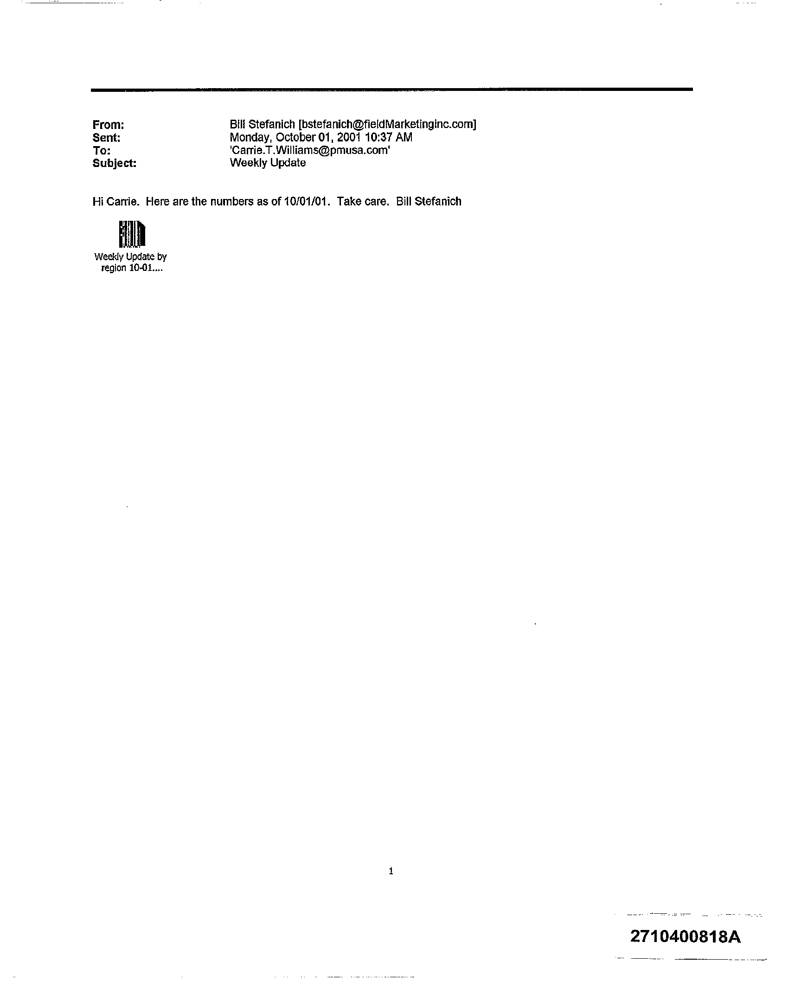 From: Bill Stefanich [bstefanich@fieldMarketinginc.com]
Sent: Monday, October 01, 2001 10:37 AM
To: 'Carrie.T.Williams@pmusa.com'
Subject: Weekly Update
Hi Carrie. Here are the numbers as of 10/01/01. Take care. Bill Stefanich
Weekly Update by
region 10-01....
1
2710400818A